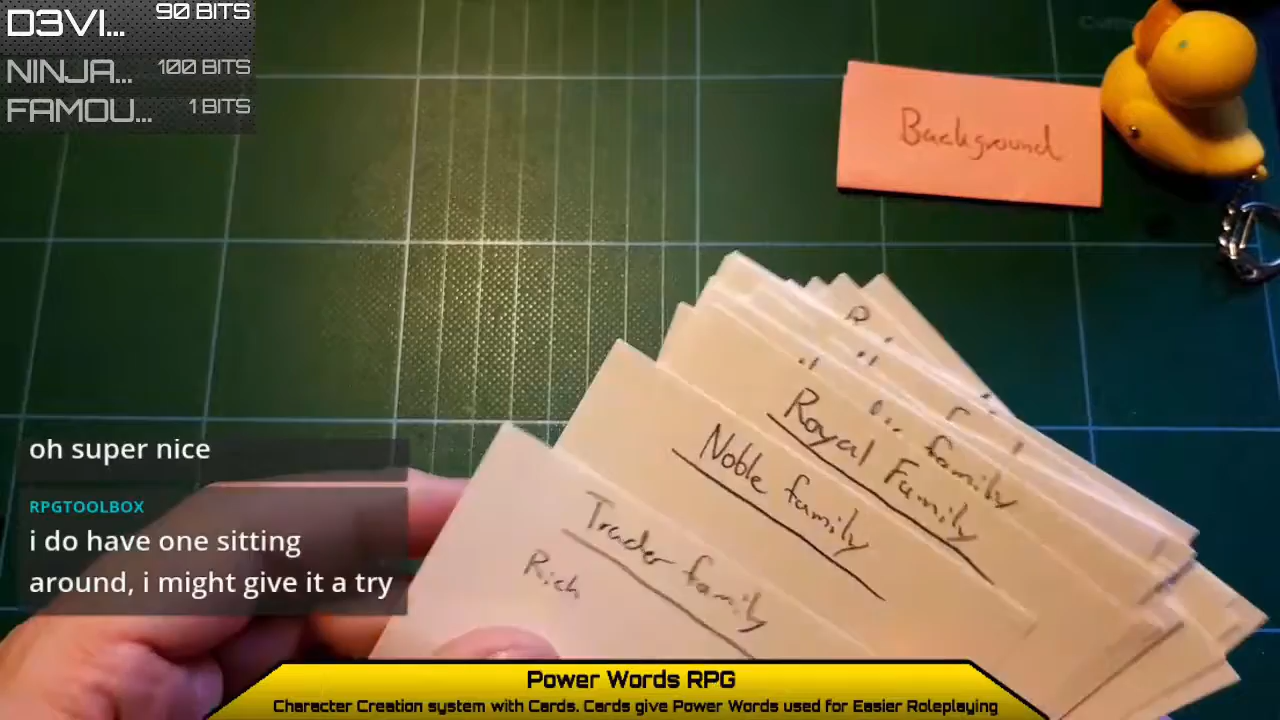 D3VI... 90 BITS
NINJA... 100 BITS
FAMOU... 1 BITS
Background
family
Royal Family
Noble family
Trader family
Rich
oh super nice
RPGTOOLBOX
i do have one sitting
around, i might give it a try
Power Words RPG
Character Creation system with Cards. Cards give Power Words used for Easier Roleplaying